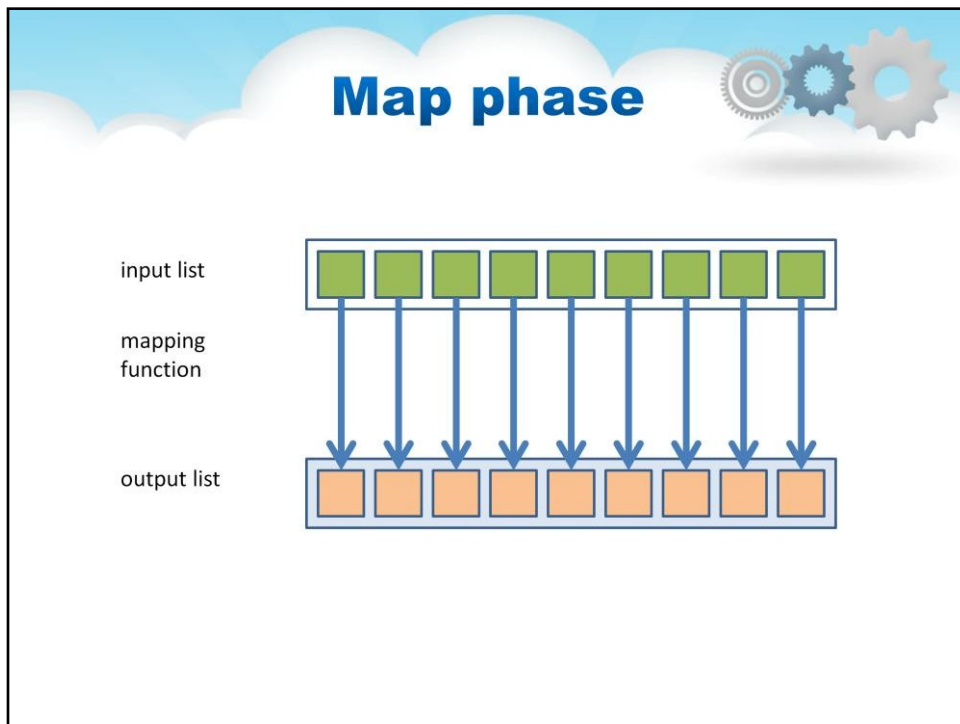 Map phase
input list
mapping
function
output list